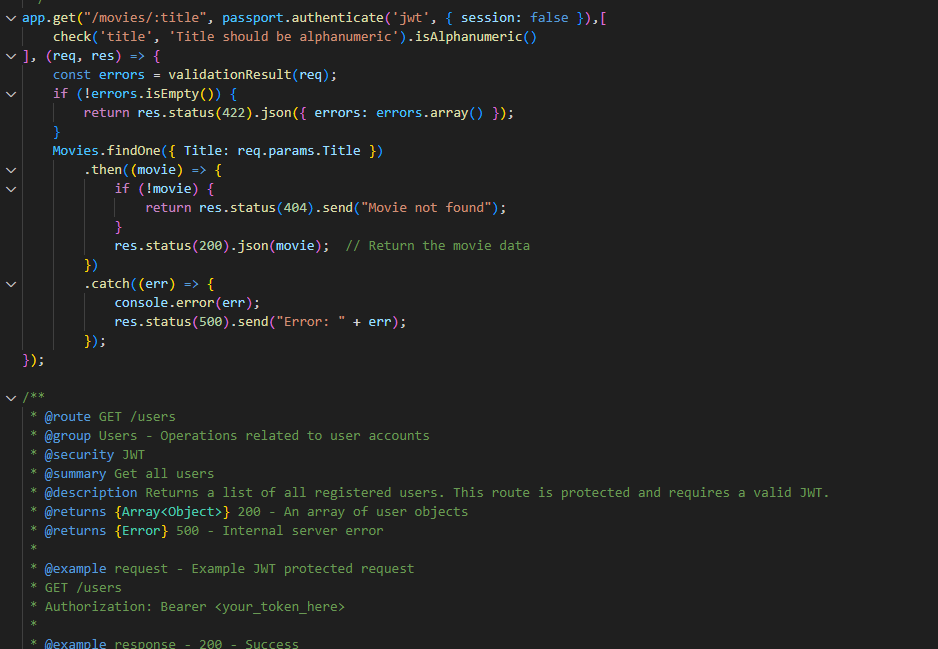 app.get("/movies/:title", passport.authenticate('jwt', { session: false }),[
    check('title', 'Title should be alphanumeric').isAlphanumeric()
], (req, res) => {
    const errors = validationResult(req);
    if (!errors.isEmpty()) {
        return res.status(422).json({ errors: errors.array() });
    }
    Movies.findOne({ Title: req.params.Title })
        .then((movie) => {
            if (!movie) {
                return res.status(404).send("Movie not found");
            }
            res.status(200).json(movie);  // Return the movie data
        })
        .catch((err) => {
            console.error(err);
            res.status(500).send("Error: " + err);
        });
});
/**
 * @route GET /users
 * @group Users - Operations related to user accounts
 * @security JWT
 * @summary Get all users
 * @description Returns a list of all registered users. This route is protected and requires a valid JWT.
 * @returns {Array<Object>} 200 - An array of user objects
 * @returns {Error} 500 - Internal server error
 *
 * @example request - Example JWT protected request
 * GET /users
 * Authorization: Bearer <your_token_here>
 *
 * @example response - 200 - Success